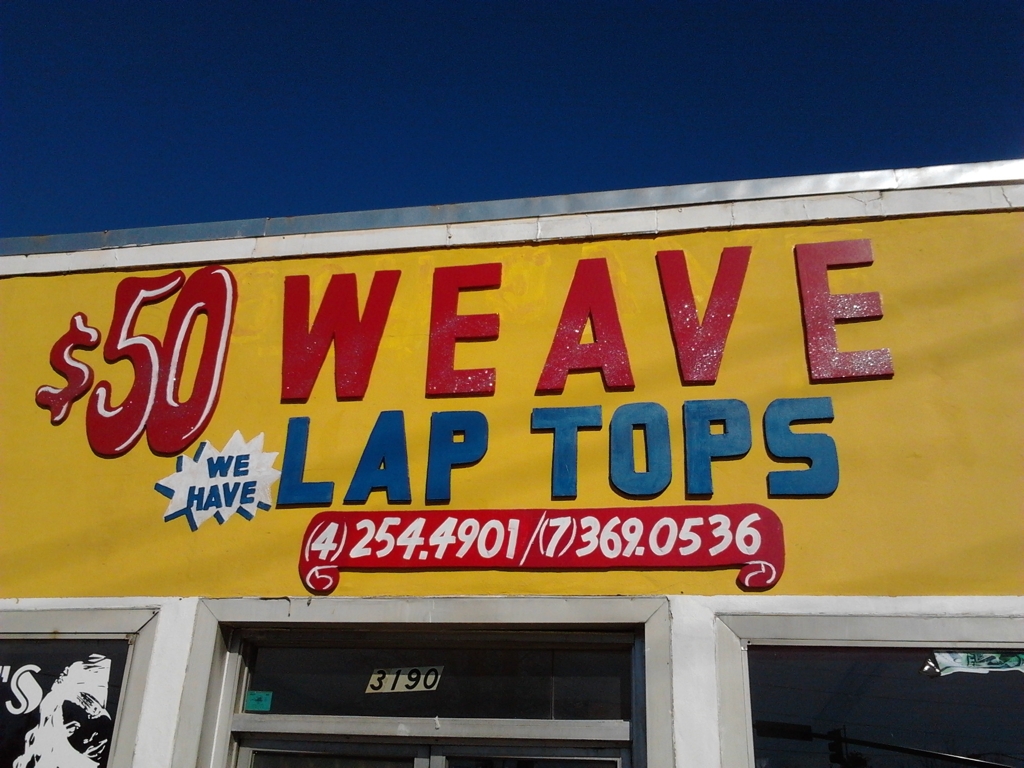 $50 WEAVE
WE HAVE LAP TOPS
(4)254.4901/(7)369.0536
3190
'S